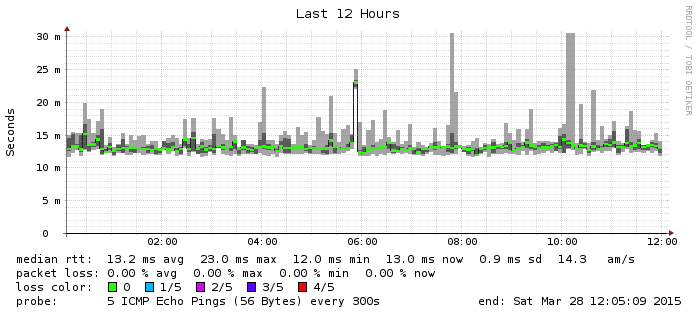 Last 12 Hours
RRDTOOL / TOBI OETIKER
Seconds
30 m
25 m
20 m
15 m
10 m
5 m
0
02:00 04:00 06:00 08:00 10:00 12:00
median rtt: 13.2 ms avg 23.0 ms max 12.0 ms min 13.0 ms now 0.9 ms sd 14.3 am/s
packet loss: 0.00 % avg 0.00 % max 0.00 % min 0.00 % now
loss color: 0 1/5 2/5 3/5 4/5
probe: 5 ICMP Echo Pings (56 Bytes) every 300s end: Sat Mar 28 12:05:09 2015